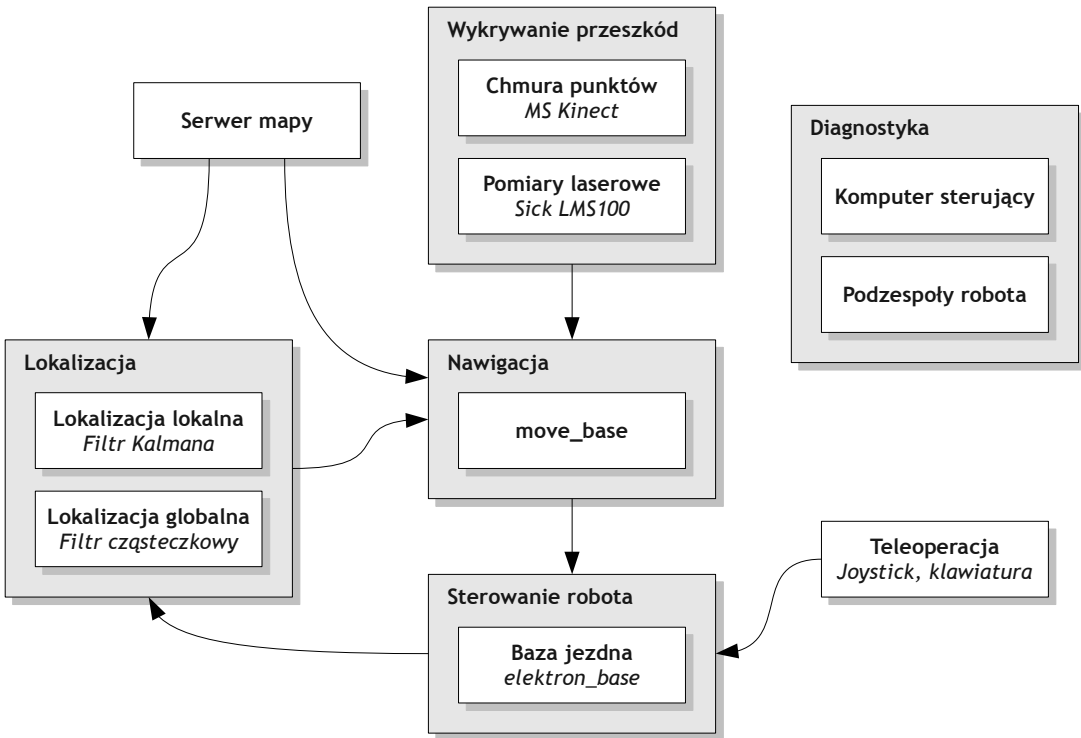 Wykrywanie przeszkód
Chmura punktów
MS Kinect
Pomiary laserowe
Sick LMS100
Serwer mapy
Diagnostyka
Komputer sterujący
Podzespoły robota
Lokalizacja
Lokalizacja lokalna
Filtr Kalmana
Lokalizacja globalna
Filtr cząsteczkowy
Nawigacja
move_base
Sterowanie robota
Baza jezdna
elektron_base
Teleoperacja
Joystick, klawiatura